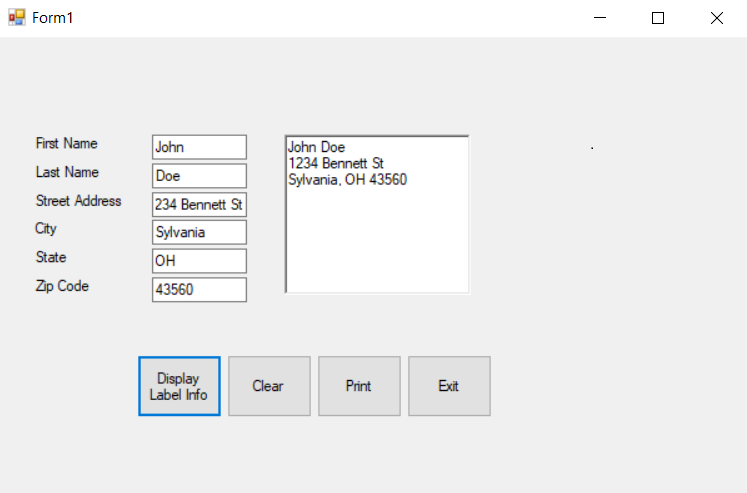 Form1
First Name
John
Last Name
Doe
Street Address
234 Bennett St
City
Sylvania
State
OH
Zip Code
43560
John Doe
1234 Bennett St
Sylvania, OH 43560
.
Display
Label Info
Clear
Print
Exit